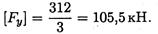 [F_y] = 312/3 = 105,5 кН.